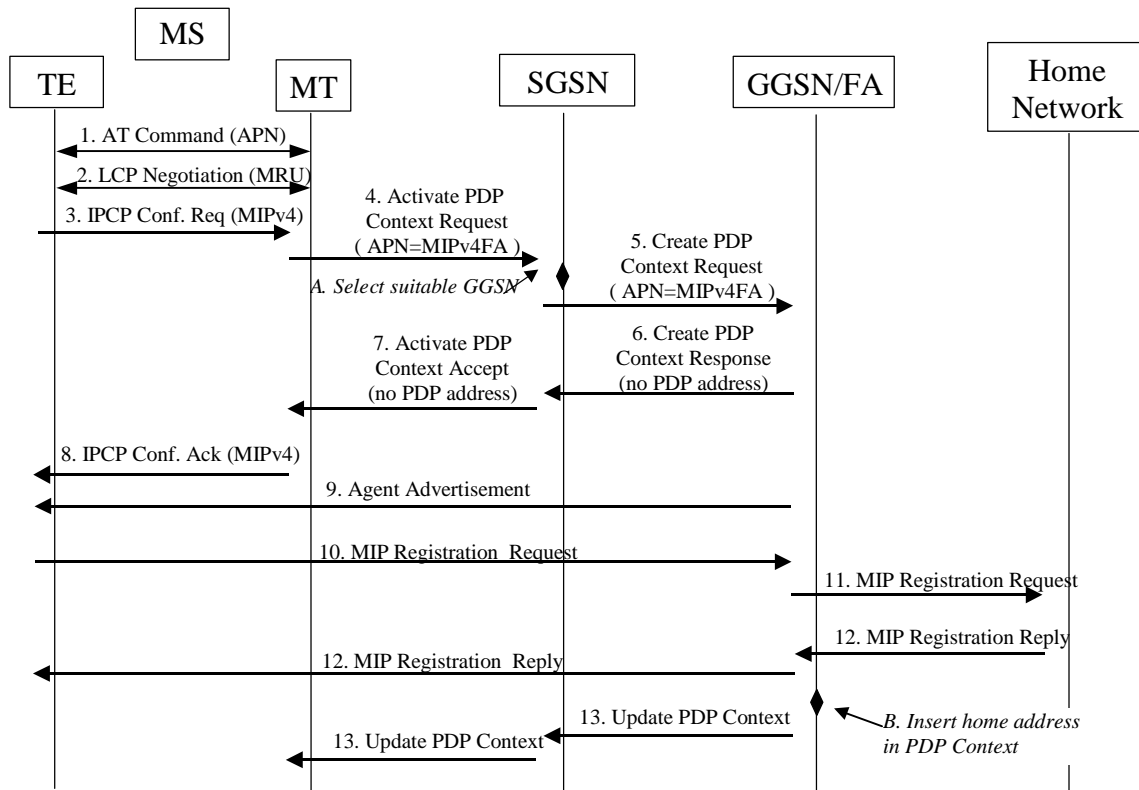 MS
TE
MT
SGSN
GGSN/FA
Home
Network
1. AT Command (APN)
2. LCP Negotiation (MRU)
3. IPCP Conf. Req (MIPv4)
4. Activate PDP
Context Request
( APN=MIPv4FA )
A. Select suitable GGSN
5. Create PDP
Context Request
( APN=MIPv4FA )
6. Create PDP
Context Response
(no PDP address)
7. Activate PDP
Context Accept
(no PDP address)
8. IPCP Conf. Ack (MIPv4)
9. Agent Advertisement
10. MIP Registration Request
11. MIP Registration Request
12. MIP Registration Reply
12. MIP Registration Reply
13. Update PDP Context
B. Insert home address
in PDP Context
13. Update PDP Context